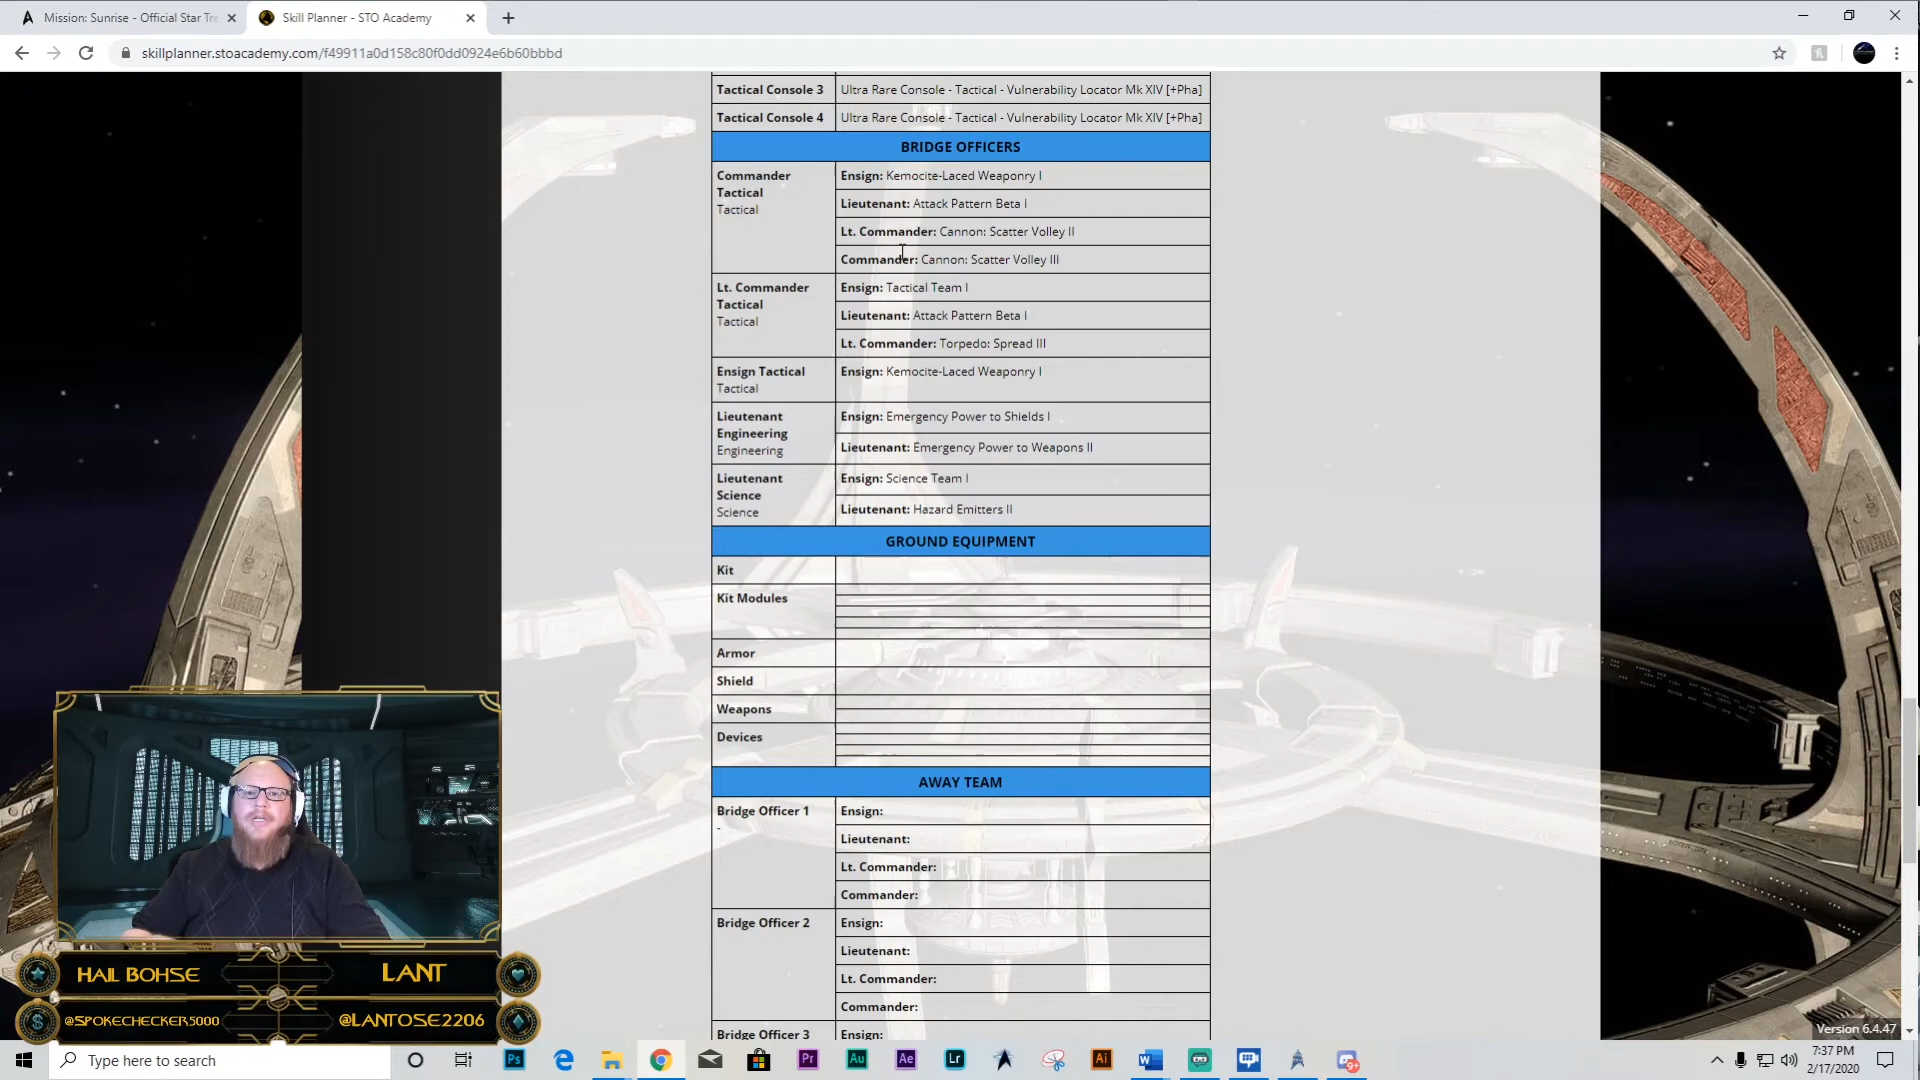 Mission: Sunrise - Official Star Tre
Skill Planner - STO Academy
skillplanner.stoacademy.com/f49911a0d158c80f0dd0924e6b60bbbd
Tactical Console 3 Ultra Rare Console - Tactical - Vulnerability Locator Mk XIV [+Pha]
Tactical Console 4 Ultra Rare Console - Tactical - Vulnerability Locator Mk XIV [+Pha]
BRIDGE OFFICERS
Commander
Tactical
Tactical
Ensign: Kemocite-Laced Weaponry I
Lieutenant: Attack Pattern Beta I
Lt. Commander: Cannon: Scatter Volley II
Commander: Cannon: Scatter Volley III
Lt. Commander
Tactical
Tactical
Ensign: Tactical Team I
Lieutenant: Attack Pattern Beta I
Lt. Commander: Torpedo: Spread III
Ensign Tactical
Tactical
Ensign: Kemocite-Laced Weaponry I
Lieutenant
Engineering
Engineering
Ensign: Emergency Power to Shields I
Lieutenant: Emergency Power to Weapons II
Lieutenant
Science
Science
Ensign: Science Team I
Lieutenant: Hazard Emitters II
GROUND EQUIPMENT
Kit
Kit Modules
Armor
Shield
Weapons
Devices
AWAY TEAM
Bridge Officer 1
-
Ensign:
Lieutenant:
Lt. Commander:
Commander:
Bridge Officer 2
Ensign:
Lieutenant:
Lt. Commander:
Commander:
Bridge Officer 3
Ensign:
HAIL BOHSE
LANT
@SPOKECHECKER5000
@LANTOSE2206
Version 6.4.47
Type here to search
Ps
Pr
Au
Ae
Lr
Ai
7:37 PM
2/17/2020